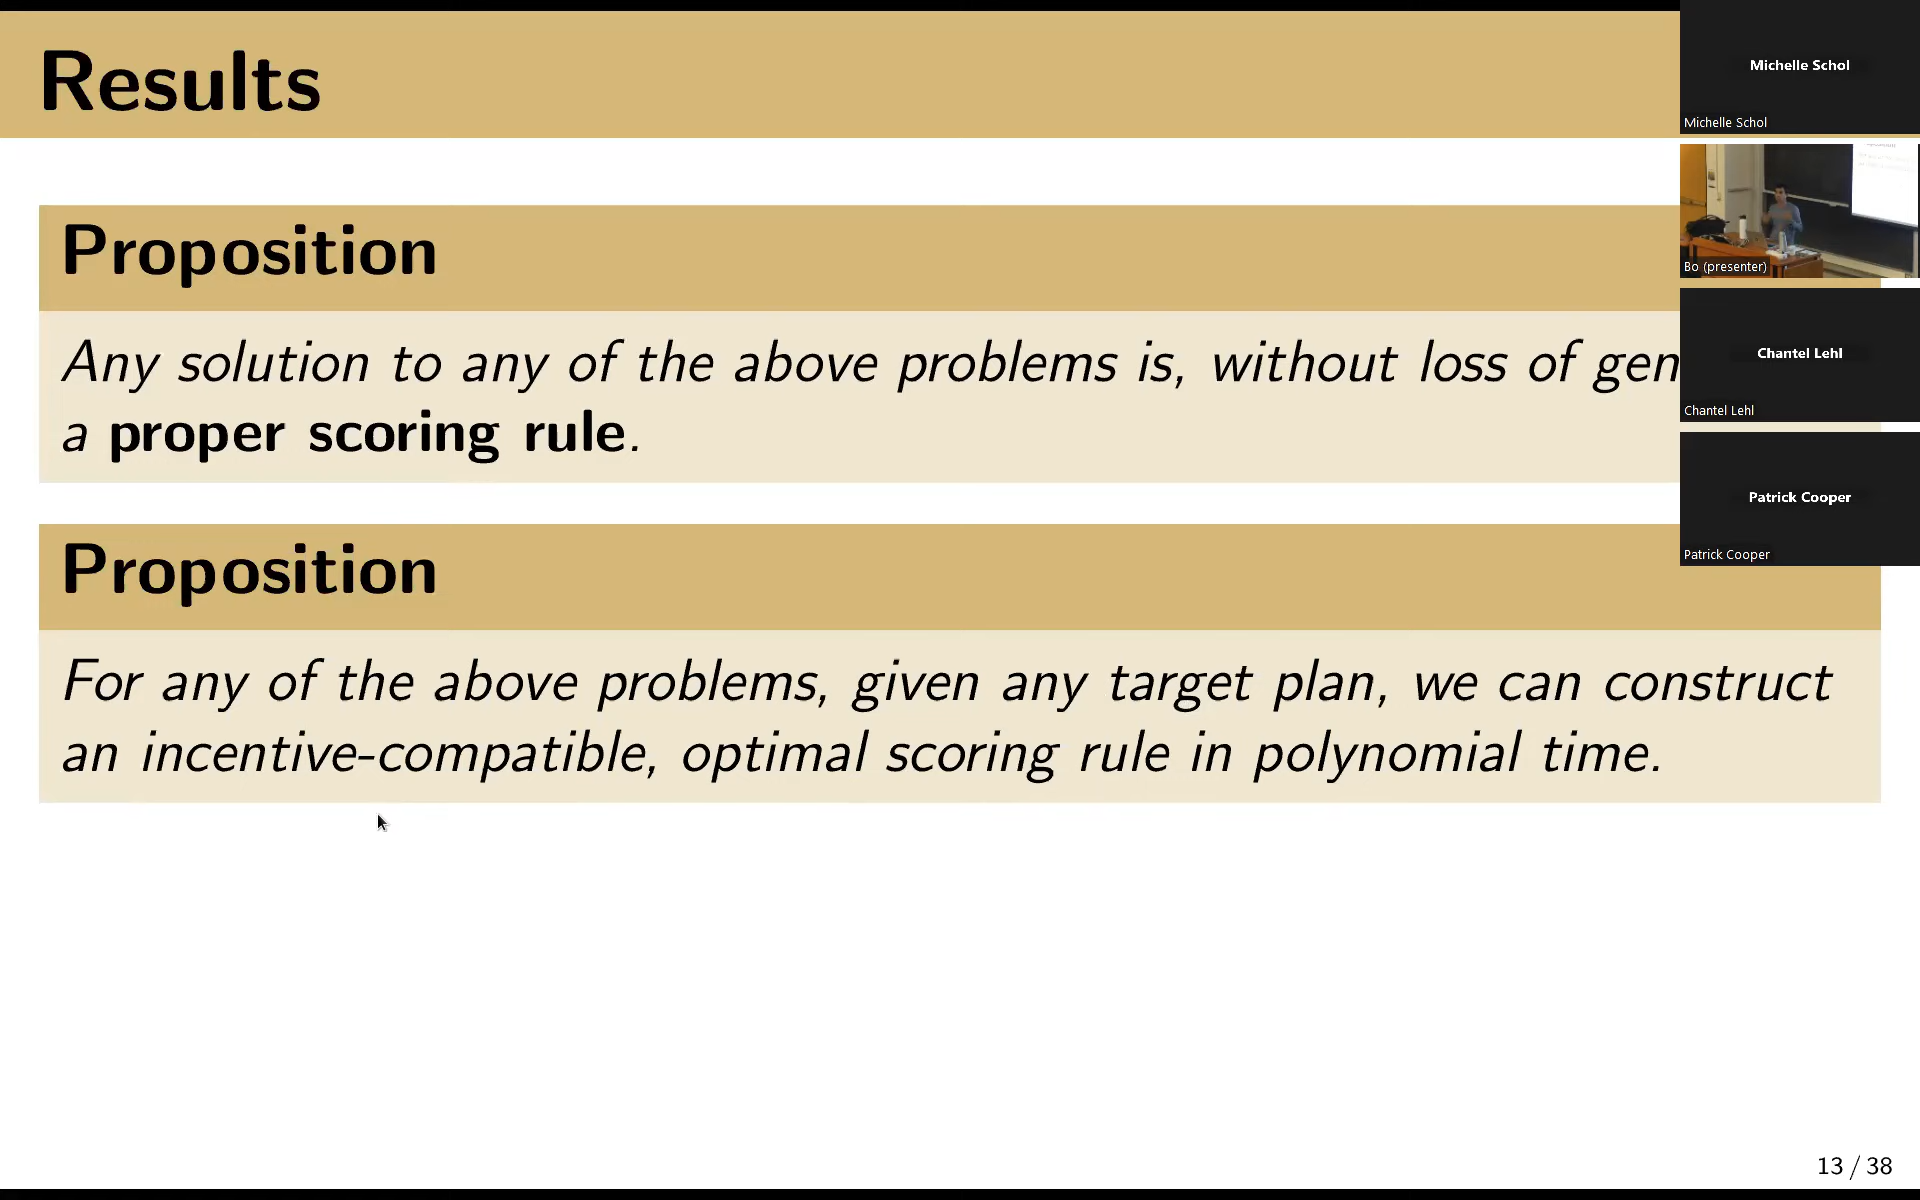 Results
Proposition
Any solution to any of the above problems is, without loss of gen
a proper scoring rule.
Proposition
For any of the above problems, given any target plan, we can construct
an incentive-compatible, optimal scoring rule in polynomial time.
13 / 38
Michelle Schol
Michelle Schol
Bo (presenter)
Chantel Lehl
Chantel Lehl
Patrick Cooper
Patrick Cooper